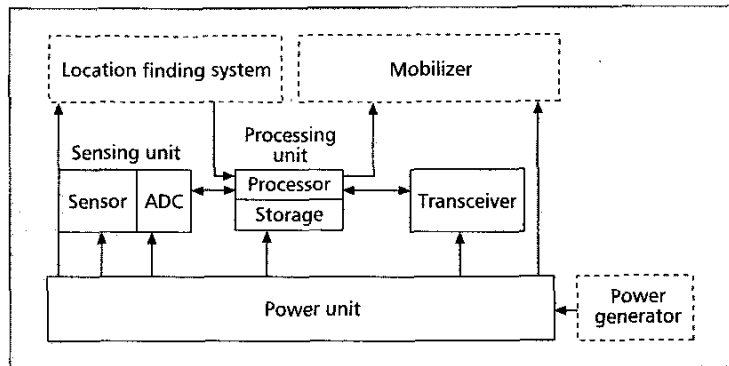 Location finding system
Mobilizer
Sensing unit
Processing
unit
Sensor
ADC
Processor
Storage
Transceiver
Power unit
Power
generator